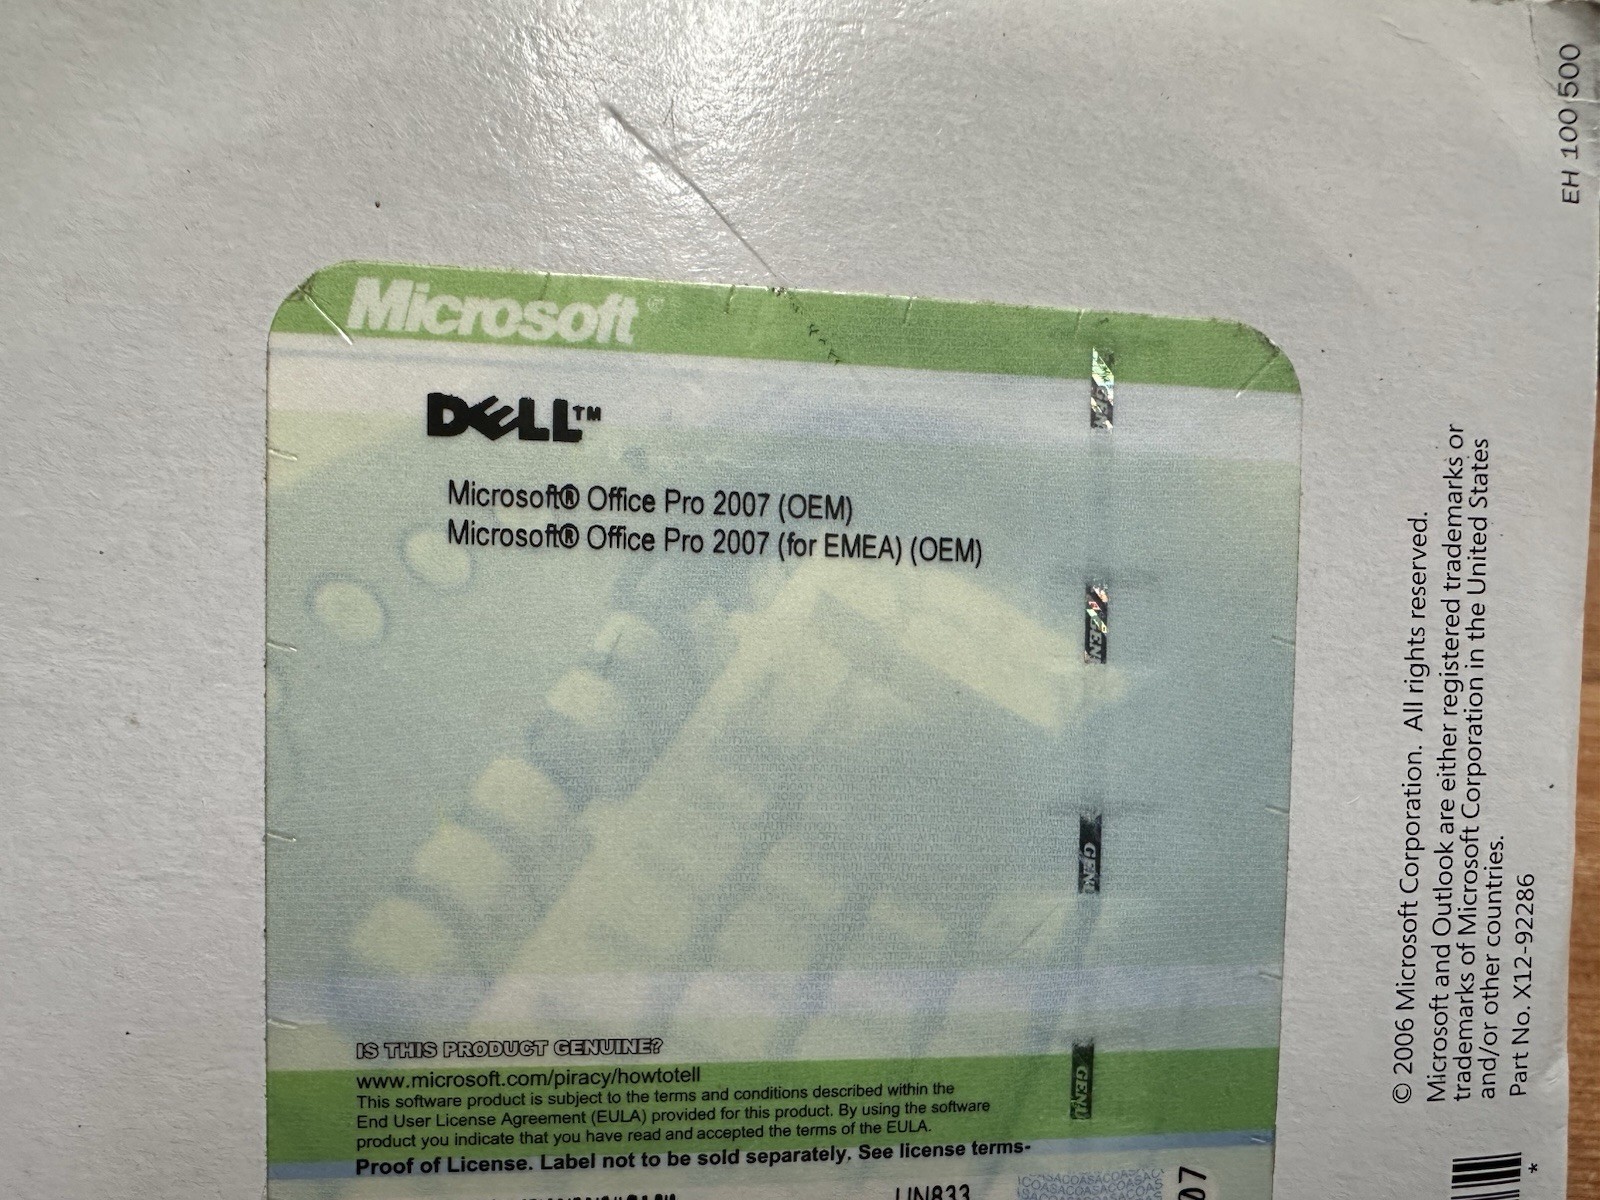 Microsoft®
DELL™
Microsoft® Office Pro 2007 (OEM)
Microsoft® Office Pro 2007 (for EMEA) (OEM)
GENU
GENU
IS THIS PRODUCT GENUINE?
www.microsoft.com/piracy/howtotell
This software product is subject to the terms and conditions described within the
End User License Agreement (EULA) provided for this product. By using the software
product you indicate that you have read and accepted the terms of the EULA.
Proof of License. Label not to be sold separately. See license terms-
UN833
07
EH 100 500
© 2006 Microsoft Corporation. All rights reserved.
Microsoft and Outlook are either registered trademarks or
trademarks of Microsoft Corporation in the United States
and/or other countries.
Part No. X12-92286
*